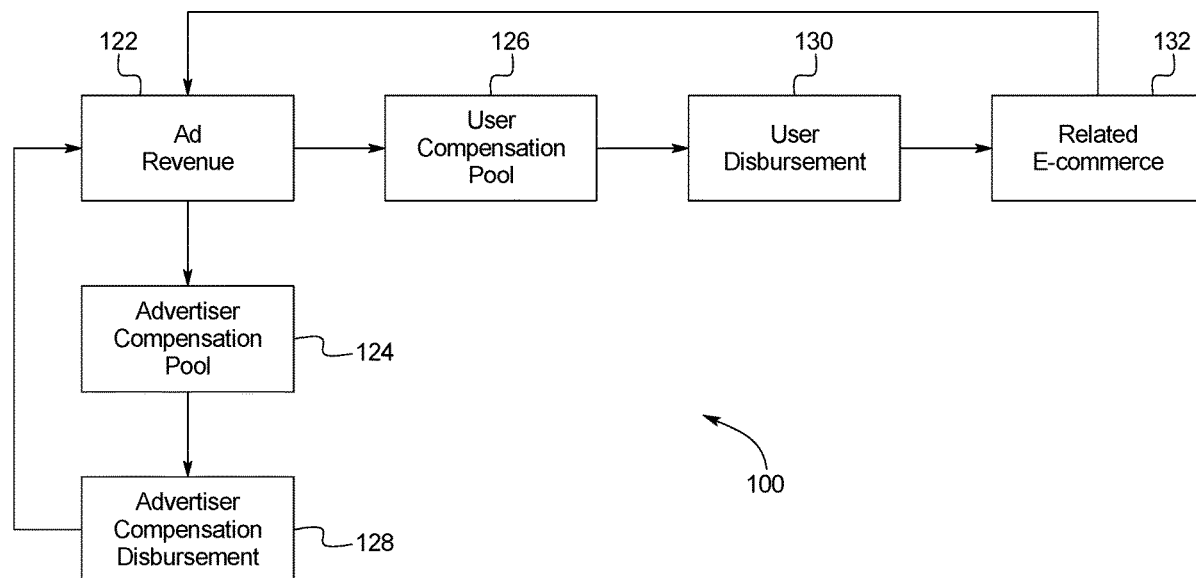 122
126
130
132
Ad
Revenue
User
Compensation
Pool
User
Disbursement
Related
E-commerce
Advertiser
Compensation
Pool
124
100
Advertiser
Compensation
Disbursement
128